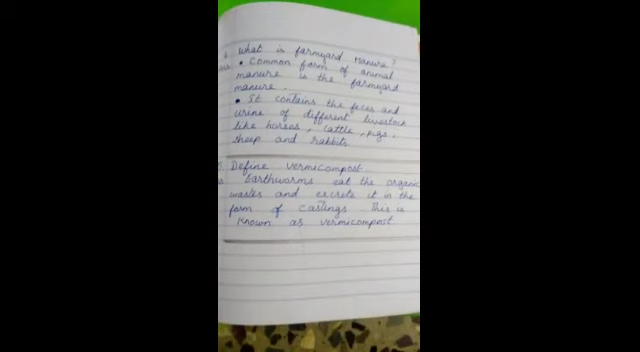 What is farmyard Manure?
• Common form of animal
manure is the farmyard
manure.
• It contains the feces and
urine of different livestock
like horses, cattle, pigs,
sheep and rabbits.
Define vermicompost.
Earthworms eat the organic
wastes and excrete it in the
form of castings. This is
known as vermicompost.